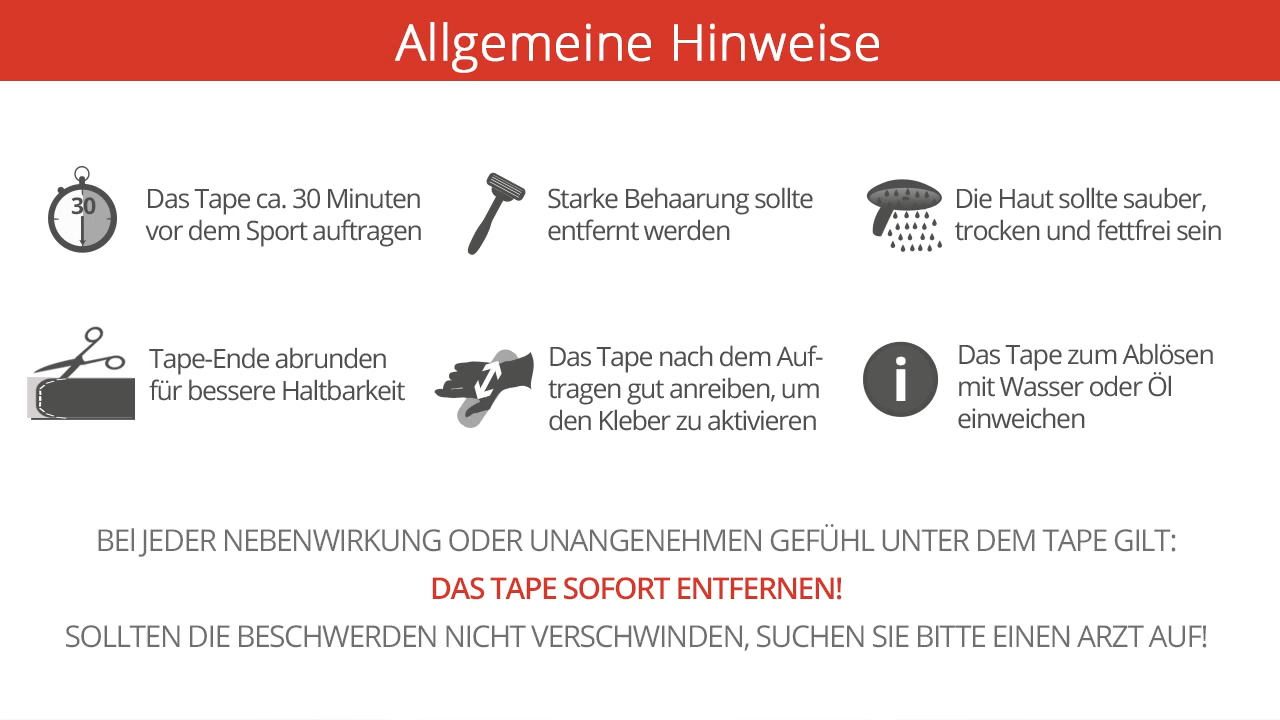 Allgemeine Hinweise
30
Das Tape ca. 30 Minuten
vor dem Sport auftragen
Starke Behaarung sollte
entfernt werden
Die Haut sollte sauber,
trocken und fettfrei sein
Tape-Ende abrunden
für bessere Haltbarkeit
Das Tape nach dem Auf-
tragen gut anreiben, um
den Kleber zu aktivieren
i
Das Tape zum Ablösen
mit Wasser oder Öl
einweichen
BEl JEDER NEBENWIRKUNG ODER UNANGENEHMEN GEFÜHL UNTER DEM TAPE GILT:
DAS TAPE SOFORT ENTFERNEN!
SOLLTEN DIE BESCHWERDEN NICHT VERSCHWINDEN, SUCHEN SIE BITTE EINEN ARZT AUF!